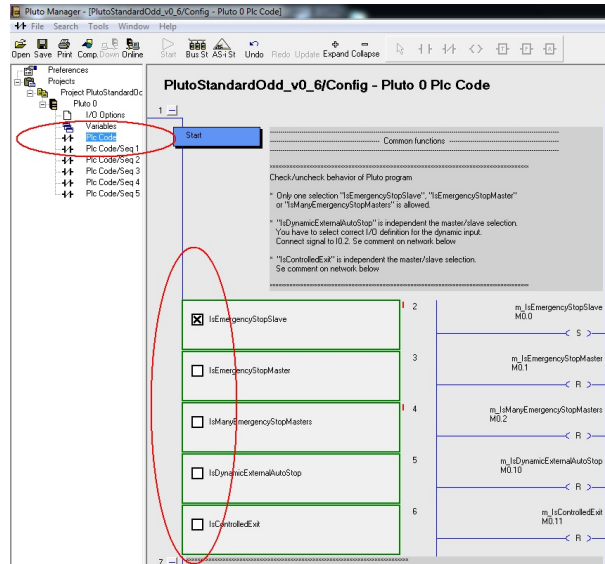 Pluto Manager - [PlutoStandardOdd_v0_6/Config - Pluto 0 Plc Code]
File Search Tools Window Help
Open Save Print Comp. Down Online Start Bus St AS-i St Undo Redo Update Expand Collapse
Preferences
Projects
Project PlutoStandardOc
Pluto 0
I/O Options
Variables
Plc Code
Plc Code/Seq 1
Plc Code/Seq 2
Plc Code/Seq 3
Plc Code/Seq 4
Plc Code/Seq 5
PlutoStandardOdd_v0_6/Config - Pluto 0 Plc Code
1
Start
Common functions
Check/uncheck behavior of Pluto program
* Only one selection "IsEmergencyStopSlave", "IsEmergencyStopMaster"
or "IsManyEmergencyStopMasters" is allowed.
* "IsDynamicExternalAutoStop" is independent the master/slave selection.
You have to select correct I/O definition for the dynamic input.
Connect signal to I0.2. Se comment on network below
* "IsControlledExit" is independent the master/slave selection.
Se comment on network below
IsEmergencyStopSlave
2
m_IsEmergencyStopSlave
M0.0
S
IsEmergencyStopMaster
3
m_IsEmergencyStopMaster
M0.1
R
IsManyEmergencyStopMasters
4
m_IsManyEmergencyStopMasters
M0.2
R
IsDynamicExternalAutoStop
5
m_IsDynamicExternalAutoStop
M0.10
R
IsControlledExit
6
m_IsControlledExit
M0.11
R
7